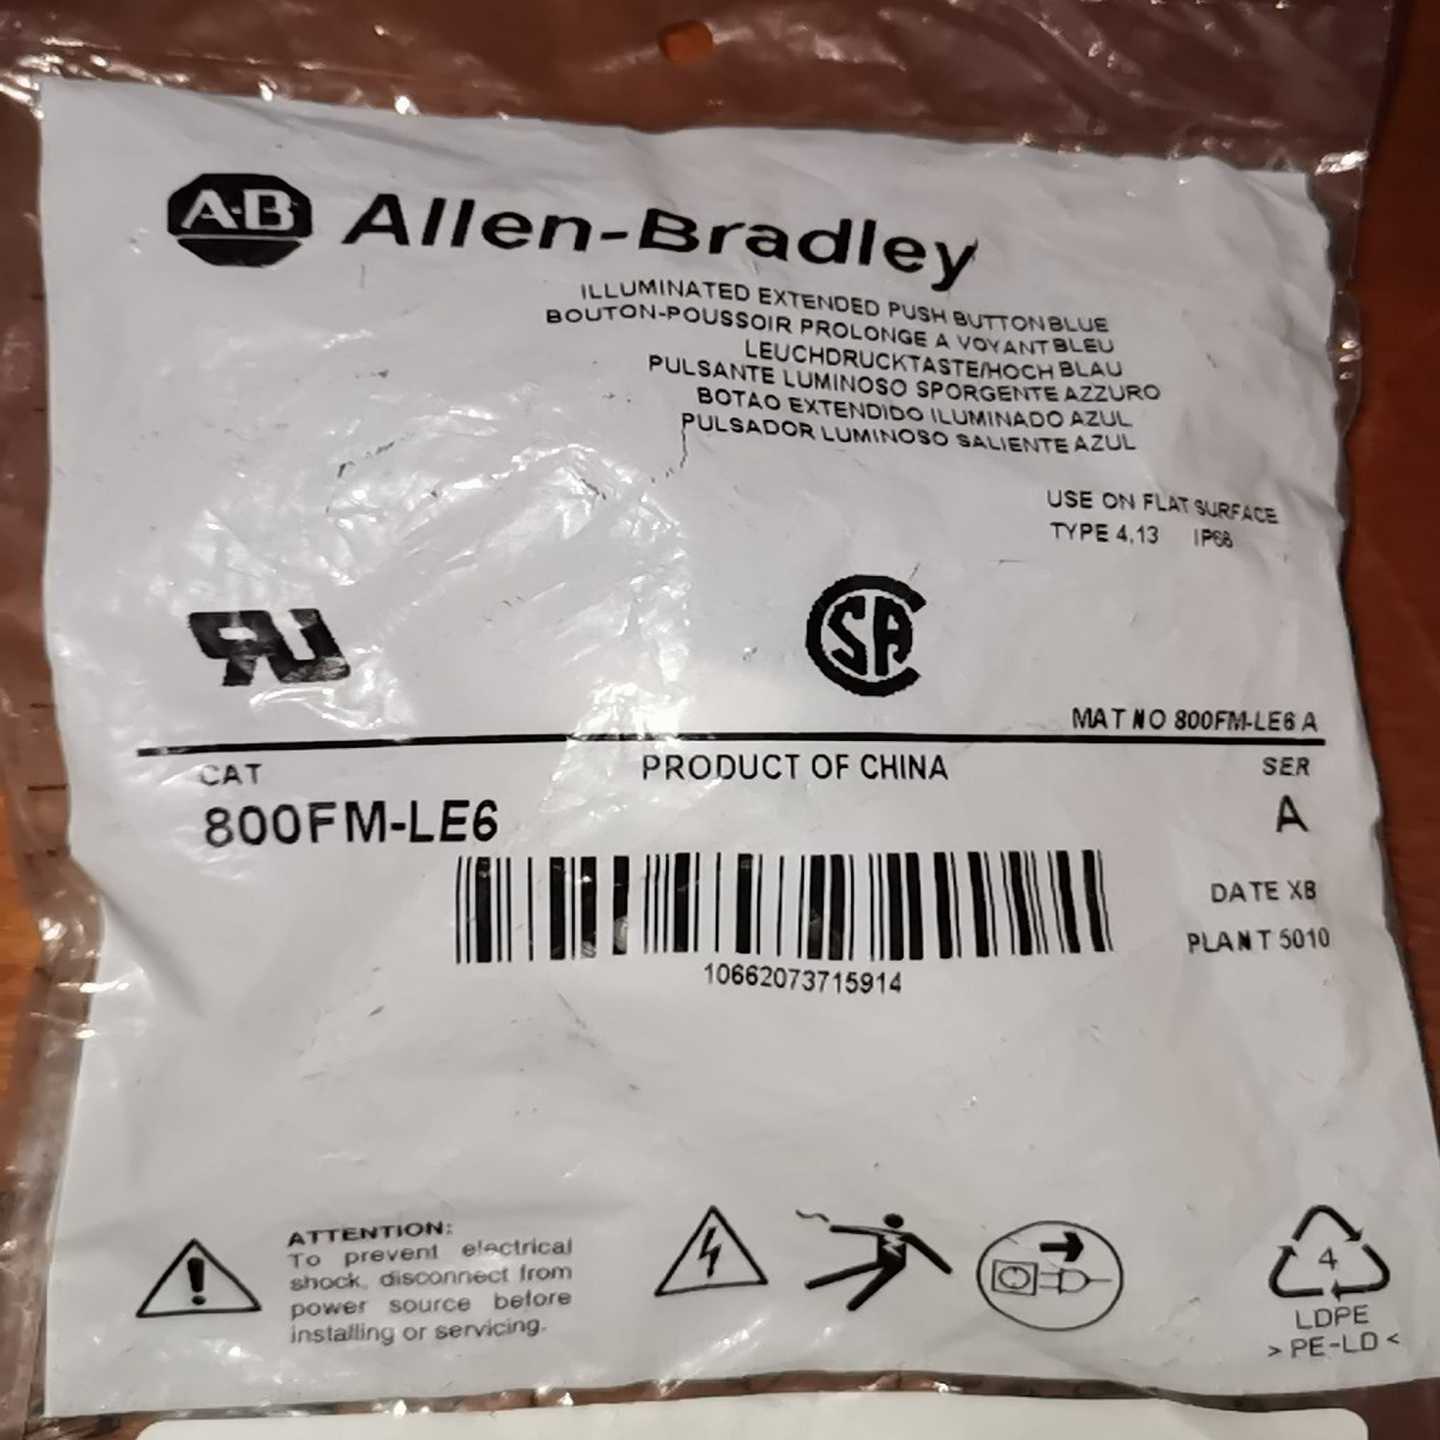 A-B Allen-Bradley
ILLUMINATED EXTENDED PUSH BUTTON BLUE
BOUTON-POUSSOIR PROLONGE A VOYANT BLEU
LEUCHDRUCKTASTE/HOCH BLAU
PULSANTE LUMINOSO SPORGENTE AZZURO
BOTAO EXTENDIDO ILUMINADO AZUL
PULSADOR LUMINOSO SALIENTE AZUL
USE ON FLAT SURFACE
TYPE 4,13 IP66
RU
CSA
MAT NO 800FM-LE6 A
CAT PRODUCT OF CHINA SER
800FM-LE6 A
DATE XB
PLANT 5010
10662073715914
ATTENTION:
To prevent electrical
shock, disconnect from
power source before
installing or servicing.
4
LDPE
> PE-LD <